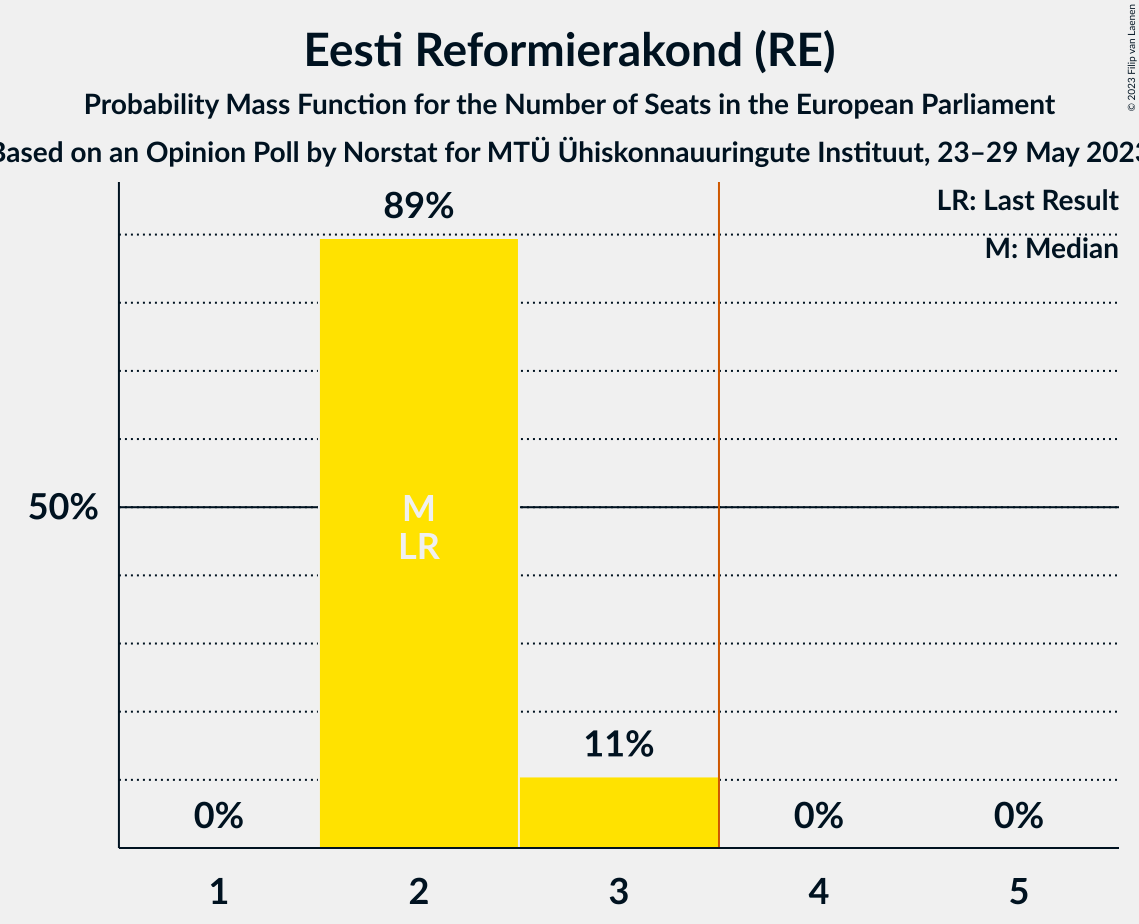 Eesti Reformierakond (RE)
Probability Mass Function for the Number of Seats in the European Parliament
Based on an Opinion Poll by Norstat for MTÜ Ühiskonnauuringute Instituut, 23–29 May 2023
© 2023 Filip van Laenen
LR: Last Result
M: Median
89%
50%
M
LR
11%
0%
0%
0%
1
2
3
4
5